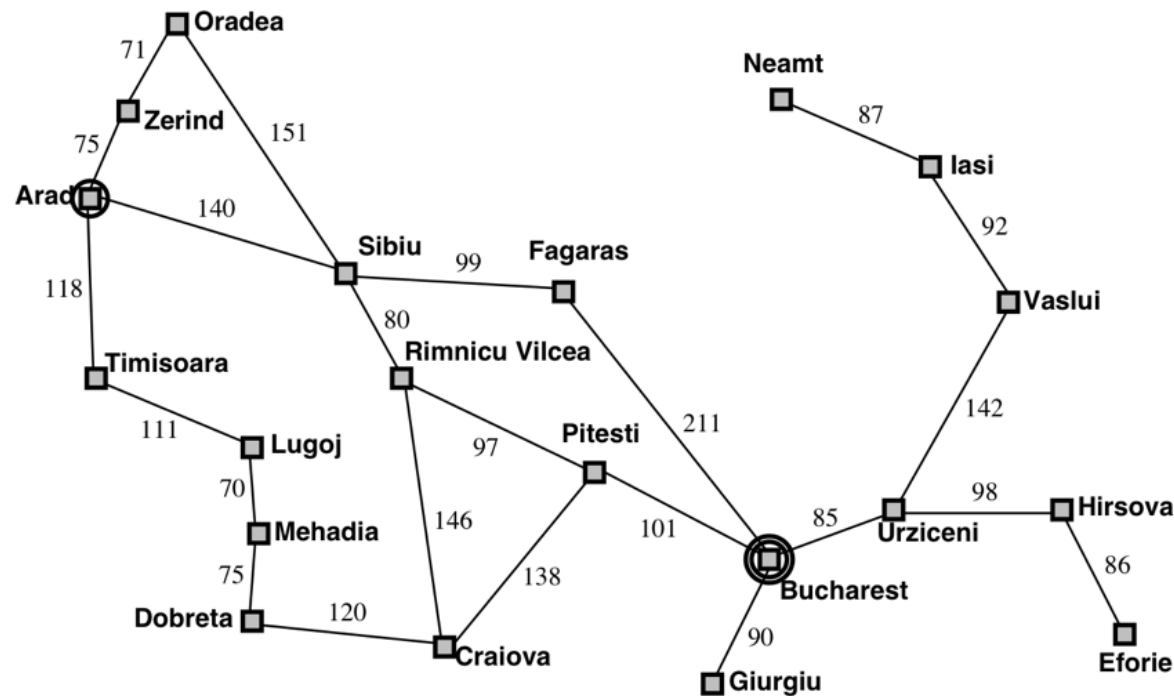 Oradea
71
Neamt
Zerind
87
151
75
Iasi
Arad
140
92
Sibiu
Fagaras
99
118
Vaslui
80
Timisoara
Rimnicu Vilcea
142
111
211
Lugoj
97
Pitesti
70
98
Hirsova
146
85
Mehadia
101
Urziceni
86
75
138
Bucharest
Dobreta
120
90
Craiova
Eforie
Giurgiu